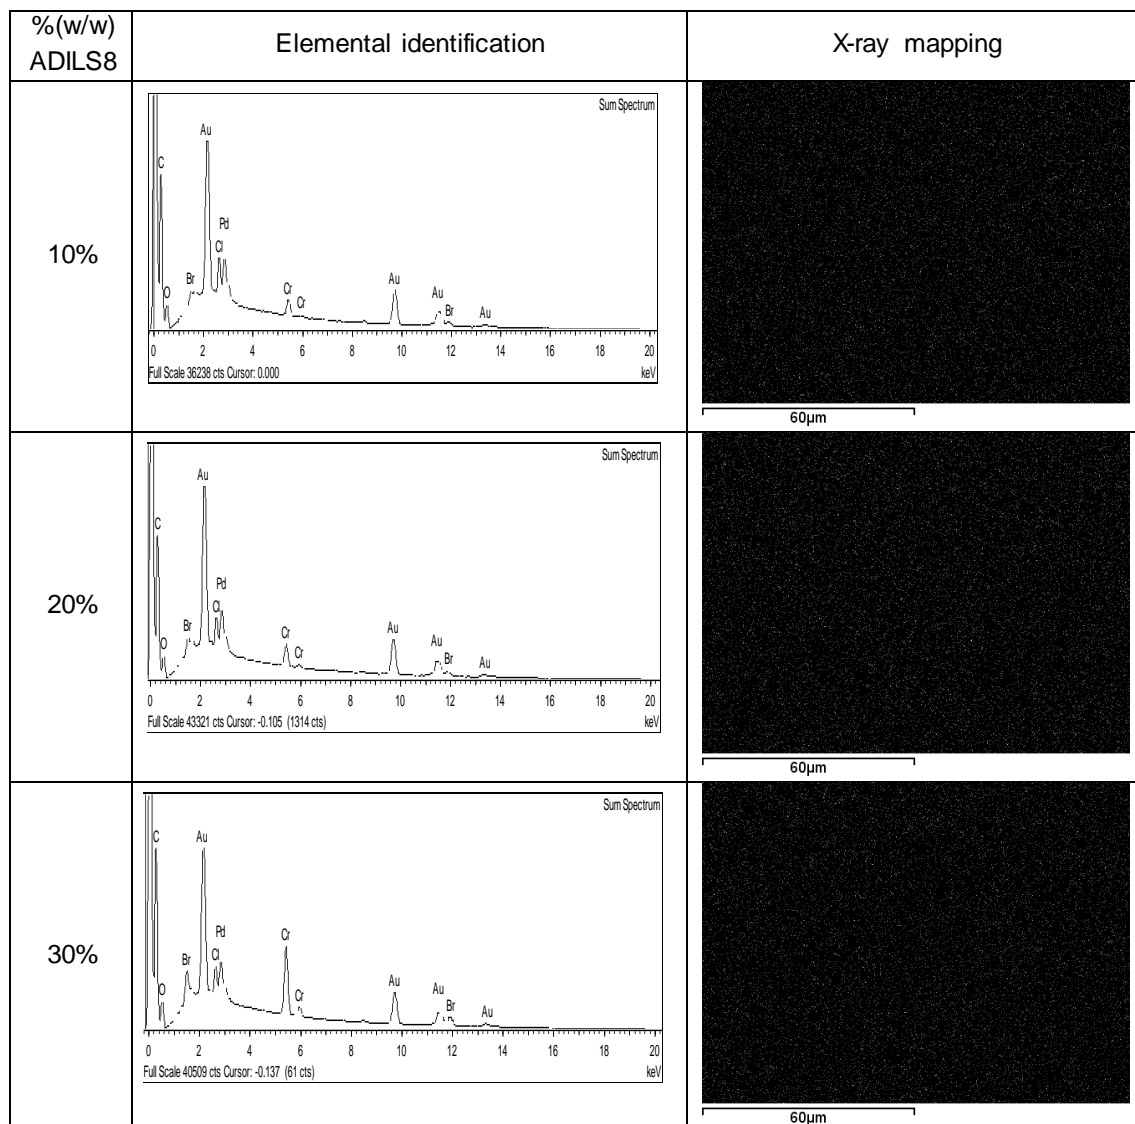 %(w/w) ADILS8
Elemental identification
X-ray mapping
10%
Sum Spectrum
Au
C
Pd
Cl
Br
O
Cr
Cr
Au
Au
Br
Au
0 2 4 6 8 10 12 14 16 18 20
Full Scale 36238 cts Cursor: 0.000
keV
60µm
20%
Sum Spectrum
Au
C
Pd
Cl
Br
O
Cr
Cr
Au
Au
Br
Au
0 2 4 6 8 10 12 14 16 18 20
Full Scale 43321 cts Cursor: -0.105 (1314 cts)
keV
60µm
30%
Sum Spectrum
C
Au
Pd
Cl
Br
O
Cr
Cr
Au
Au
Br
Au
0 2 4 6 8 10 12 14 16 18 20
Full Scale 40509 cts Cursor: -0.137 (61 cts)
keV
60µm